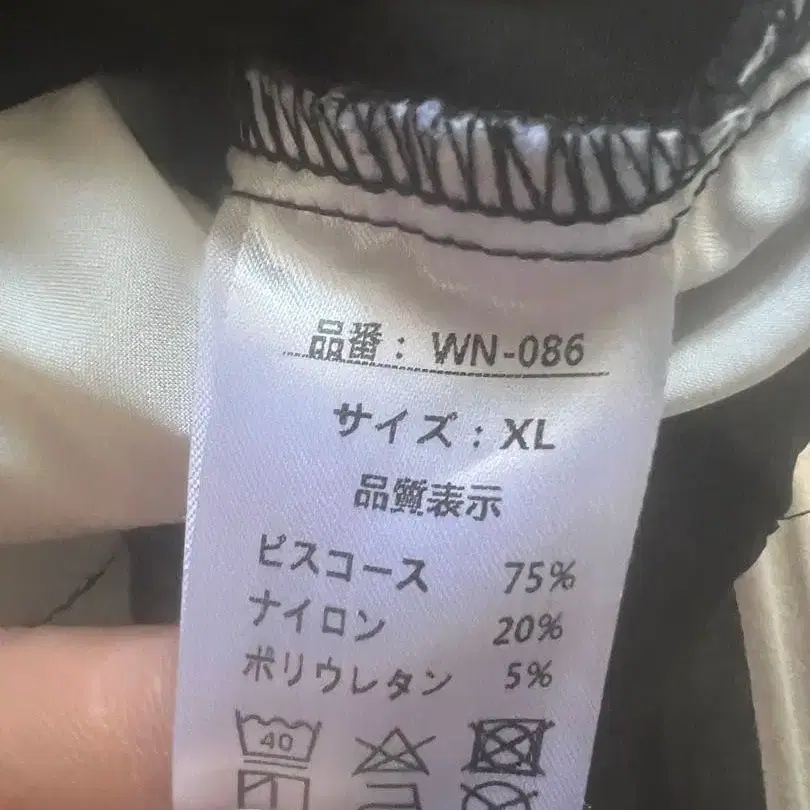 品番：WN-086
サイズ：XL
品質表示
ビスコース 75%
ナイロン 20%
ポリウレタン 5%
40